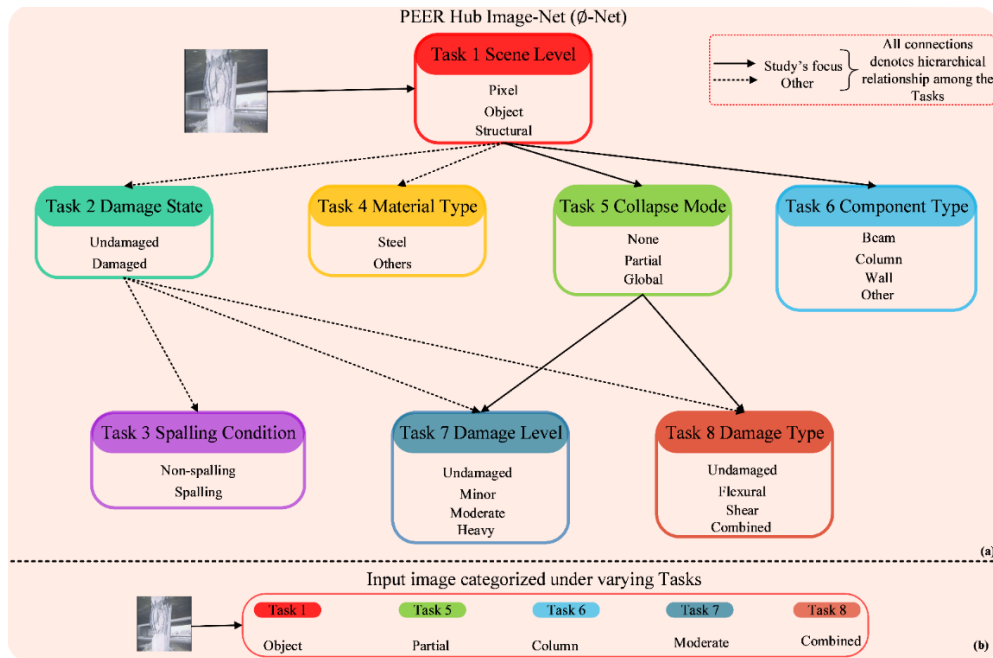 PEER Hub Image-Net (Ø-Net)
Task 1 Scene Level
Pixel
Object
Structural
Study's focus
Other
All connections
denotes hierarchical
relationship among the
Tasks
Task 2 Damage State
Undamaged
Damaged
Task 4 Material Type
Steel
Others
Task 5 Collapse Mode
None
Partial
Global
Task 6 Component Type
Beam
Column
Wall
Other
Task 3 Spalling Condition
Non-spalling
Spalling
Task 7 Damage Level
Undamaged
Minor
Moderate
Heavy
Task 8 Damage Type
Undamaged
Flexural
Shear
Combined
(a)
Input image categorized under varying Tasks
Task 1 Task 5 Task 6 Task 7 Task 8
Object Partial Column Moderate Combined
(b)